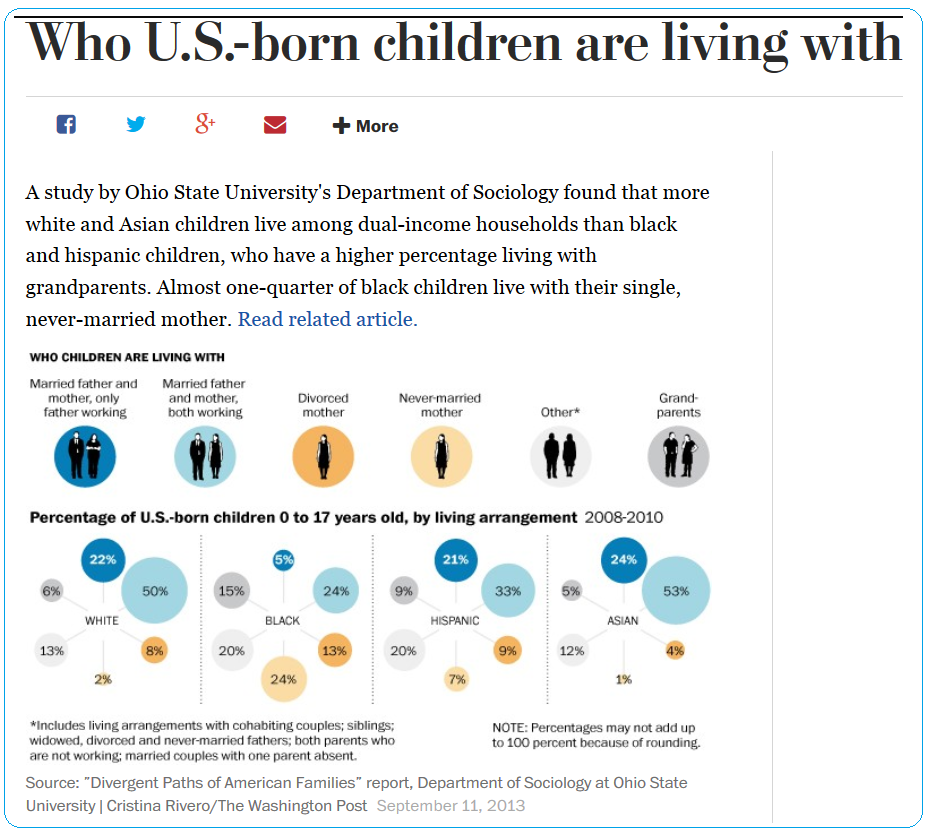 Who U.S.-born children are living with
g+
More
A study by Ohio State University's Department of Sociology found that more
white and Asian children live among dual-income households than black
and hispanic children, who have a higher percentage living with
grandparents. Almost one-quarter of black children live with their single,
never-married mother. Read related article.
WHO CHILDREN ARE LIVING WITH
Married father and
mother, only
father working
Married father
and mother,
both working
Divorced
mother
Never-married
mother
Other*
Grand-
parents
Percentage of U.S.-born children 0 to 17 years old, by living arrangement 2008-2010
22%
6%
50%
WHITE
13%
8%
2%
5%
15%
24%
BLACK
20%
13%
24%
21%
9%
33%
HISPANIC
20%
9%
7%
24%
5%
53%
ASIAN
12%
4%
1%
*Includes living arrangements with cohabiting couples; siblings;
widowed, divorced and never-married fathers; both parents who
are not working; married couples with one parent absent.
NOTE: Percentages may not add up
to 100 percent because of rounding.
Source: ”Divergent Paths of American Families” report, Department of Sociology at Ohio State
University | Cristina Rivero/The Washington Post September 11, 2013